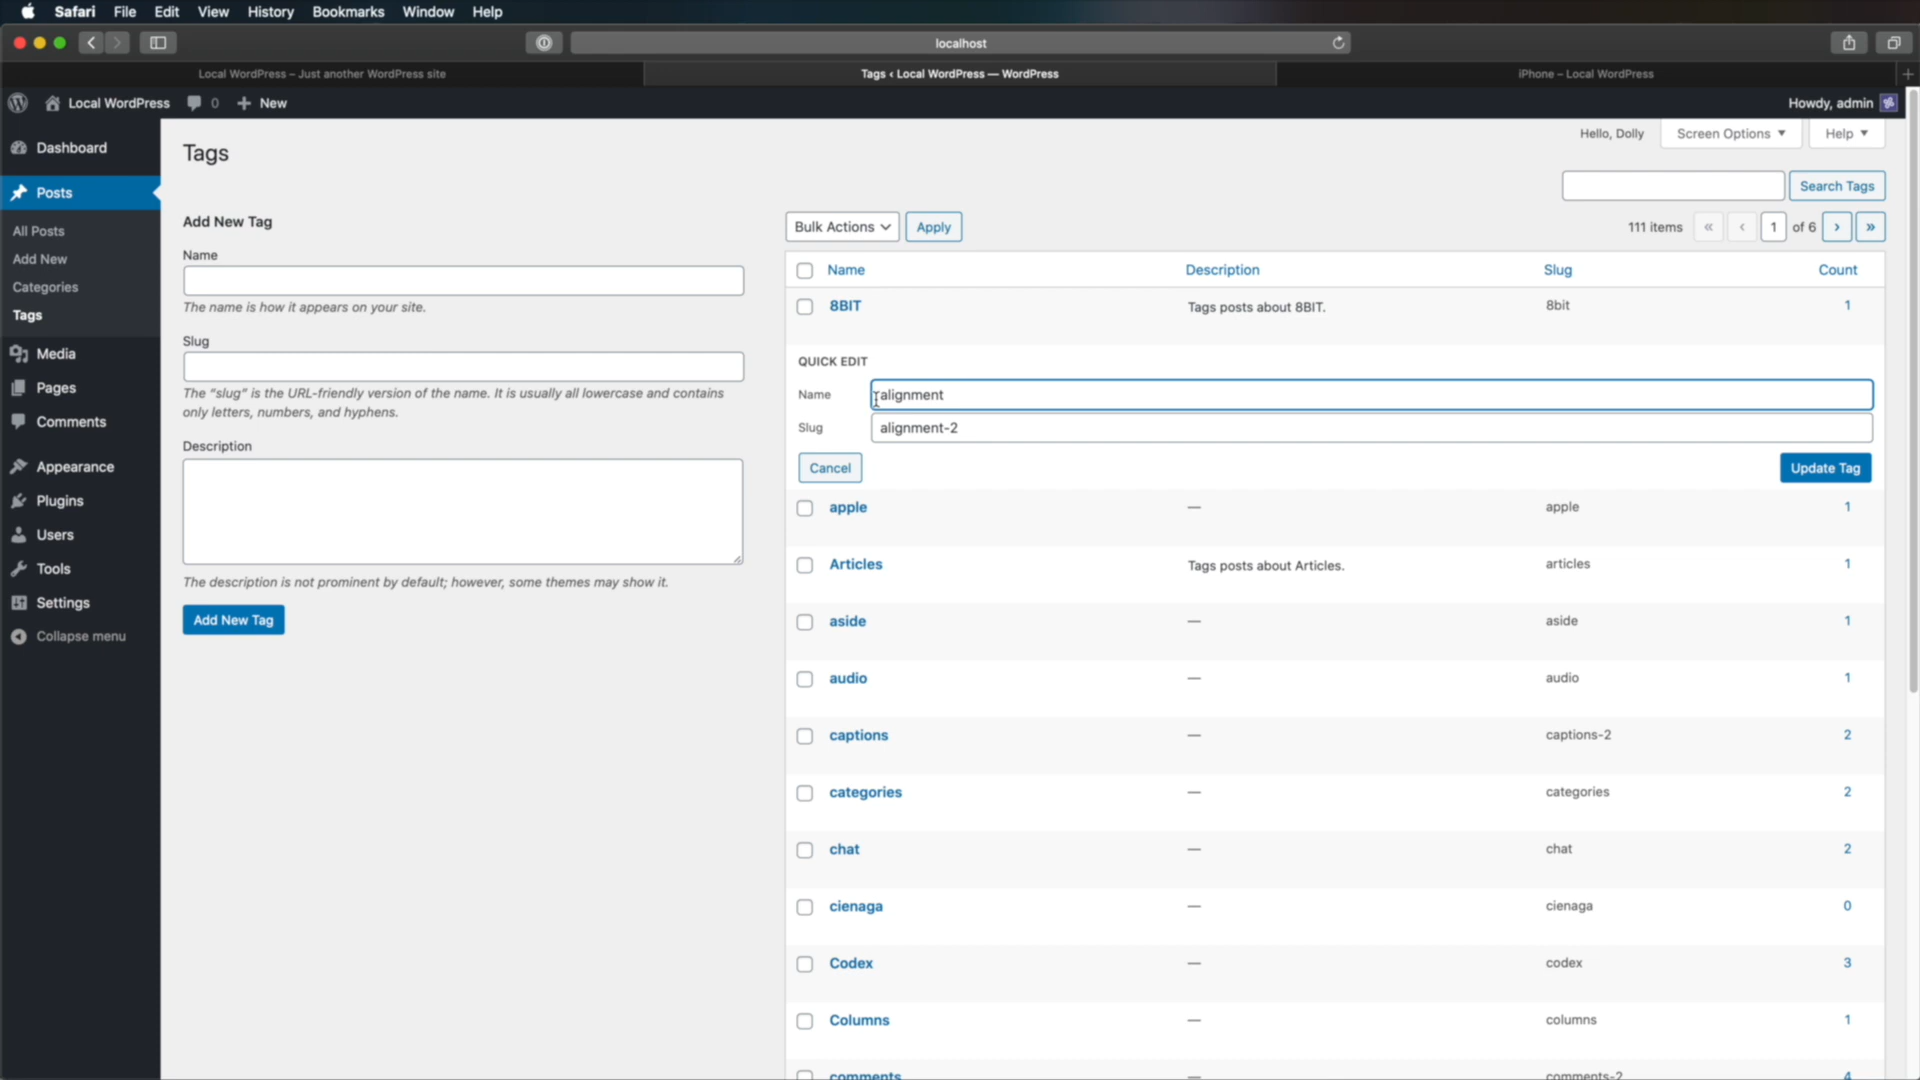 Safari File Edit View History Bookmarks Window Help
localhost
Local WordPress – Just another WordPress site
Tags ‹ Local WordPress — WordPress
iPhone – Local WordPress
Local WordPress 0 New
Howdy, admin
Dashboard
Posts
All Posts
Add New
Categories
Tags
Media
Pages
Comments
Appearance
Plugins
Users
Tools
Settings
Collapse menu
Hello, Dolly
Screen Options
Help
Tags
Search Tags
Add New Tag
Name
The name is how it appears on your site.
Slug
The “slug” is the URL-friendly version of the name. It is usually all lowercase and contains
only letters, numbers, and hyphens.
Description
The description is not prominent by default; however, some themes may show it.
Add New Tag
Bulk Actions Apply
111 items « ‹ 1 of 6 › »
Name Description Slug Count
8BIT Tags posts about 8BIT. 8bit 1
QUICK EDIT
Name alignment
Slug alignment-2
Cancel Update Tag
apple — apple 1
Articles Tags posts about Articles. articles 1
aside — aside 1
audio — audio 1
captions — captions-2 2
categories — categories 2
chat — chat 2
cienaga — cienaga 0
Codex — codex 3
Columns — columns 1
comments — comments-2 4